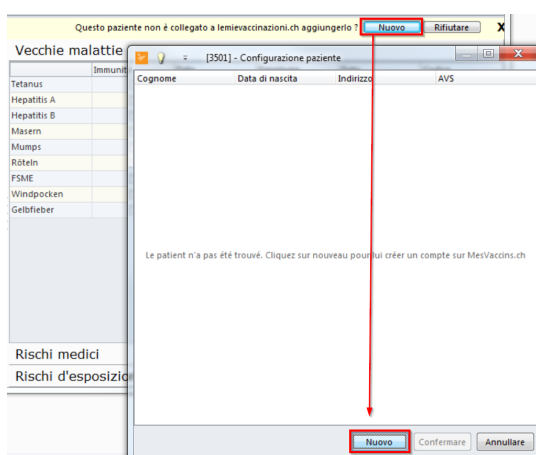 Questo paziente non è collegato a lemievaccinazioni.ch aggiungerlo ? Nuovo Rifiutare X
Vecchie malattie
[3501] - Configurazione paziente
Immunit
Cognome Data di nascita Indirizzo AVS
Tetanus
Hepatitis A
Hepatitis B
Masern
Mumps
Röteln
FSME
Windpocken
Gelbfieber
Le patient n'a pas été trouvé. Cliquez sur nouveau pour lui créer un compte sur MesVaccins.ch
Rischi medici
Rischi d'esposizio
Nuovo Confermare Annullare